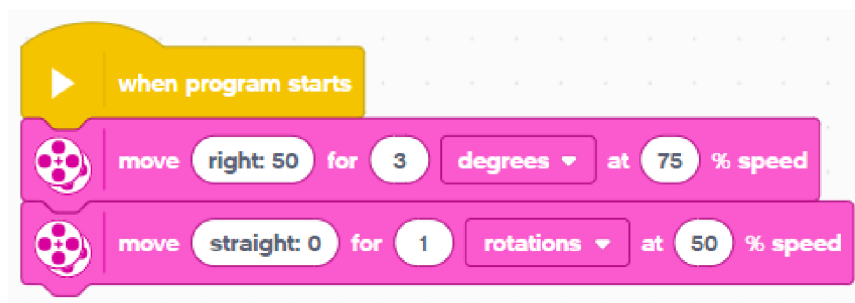 when program starts
move right: 50 for 3 degrees at 75 % speed
move straight: 0 for 1 rotations at 50 % speed